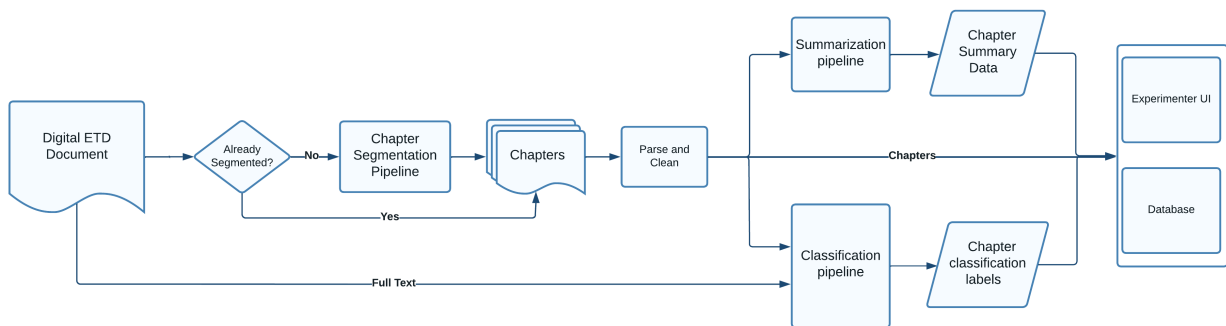 Digital ETD
Document
Already
Segmented?
No
Chapter
Segmentation
Pipeline
Chapters
Yes
Parse and
Clean
Summarization
pipeline
Chapter
Summary
Data
Chapters
Full Text
Classification
pipeline
Chapter
classification
labels
Experimenter UI
Database